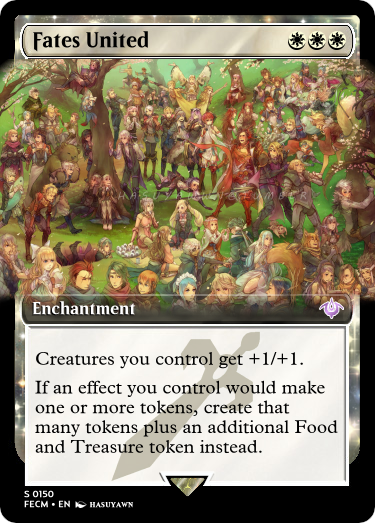 Fates United
Enchantment
Creatures you control get +1/+1.
If an effect you control would make
one or more tokens, create that
many tokens plus an additional Food
and Treasure token instead.
S 0150
FECM • EN HASUYAWN